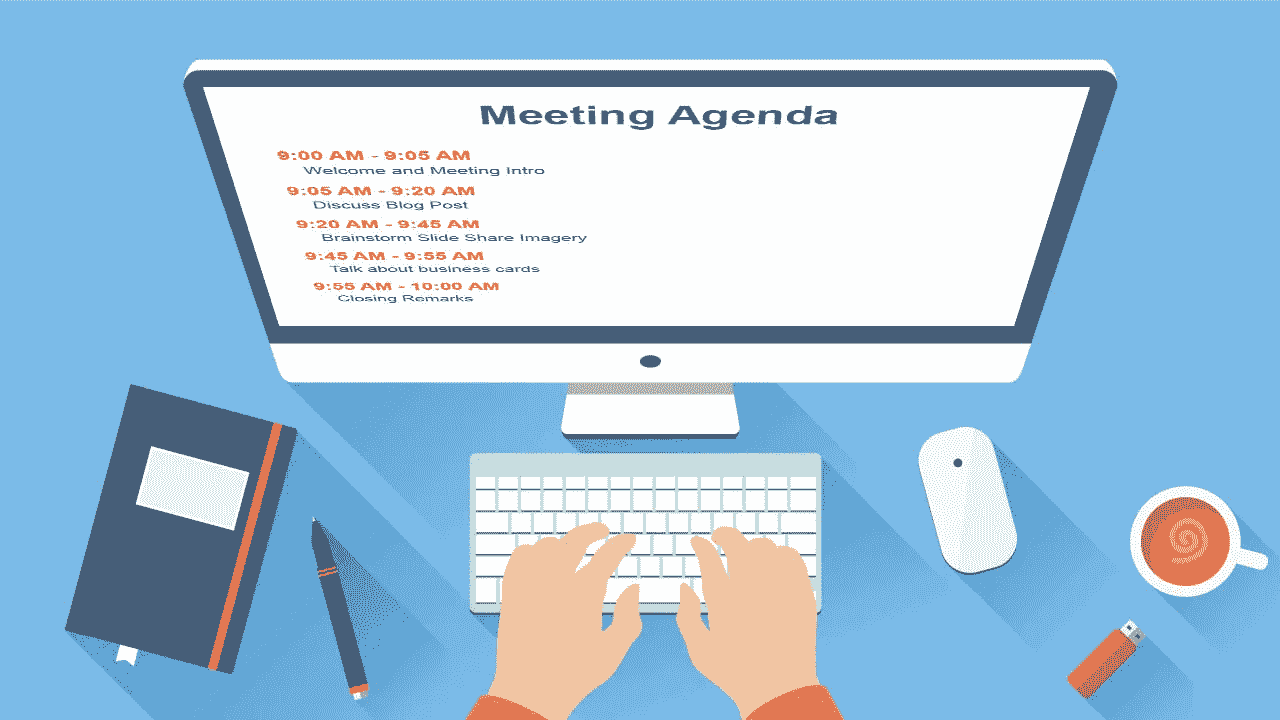 Meeting Agenda
9:00 AM - 9:05 AM
Welcome and Meeting Intro
9:05 AM - 9:20 AM
Discuss Blog Post
9:20 AM - 9:45 AM
Brainstorm Slide Share Imagery
9:45 AM - 9:55 AM
Talk about business cards
9:55 AM - 10:00 AM
Closing Remarks